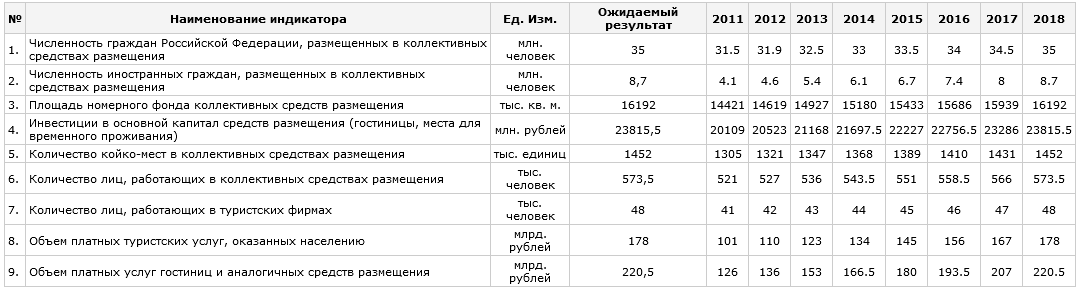 № Наименование индикатора Ед. Изм. Ожидаемый результат 2011 2012 2013 2014 2015 2016 2017 2018
1. Численность граждан Российской Федерации, размещенных в коллективных средствах размещения млн. человек 35 31.5 31.9 32.5 33 33.5 34 34.5 35
2. Численность иностранных граждан, размещенных в коллективных средствах размещения млн. человек 8,7 4.1 4.6 5.4 6.1 6.7 7.4 8 8.7
3. Площадь номерного фонда коллективных средств размещения тыс. кв. м. 16192 14421 14619 14927 15180 15433 15686 15939 16192
4. Инвестиции в основной капитал средств размещения (гостиницы, места для временного проживания) млн. рублей 23815,5 20109 20523 21168 21697.5 22227 22756.5 23286 23815.5
5. Количество койко-мест в коллективных средствах размещения тыс. единиц 1452 1305 1321 1347 1368 1389 1410 1431 1452
6. Количество лиц, работающих в коллективных средствах размещения тыс. человек 573,5 521 527 536 543.5 551 558.5 566 573.5
7. Количество лиц, работающих в туристских фирмах тыс. человек 48 41 42 43 44 45 46 47 48
8. Объем платных туристских услуг, оказанных населению млрд. рублей 178 101 110 123 134 145 156 167 178
9. Объем платных услуг гостиниц и аналогичных средств размещения млрд. рублей 220,5 126 136 153 166.5 180 193.5 207 220.5